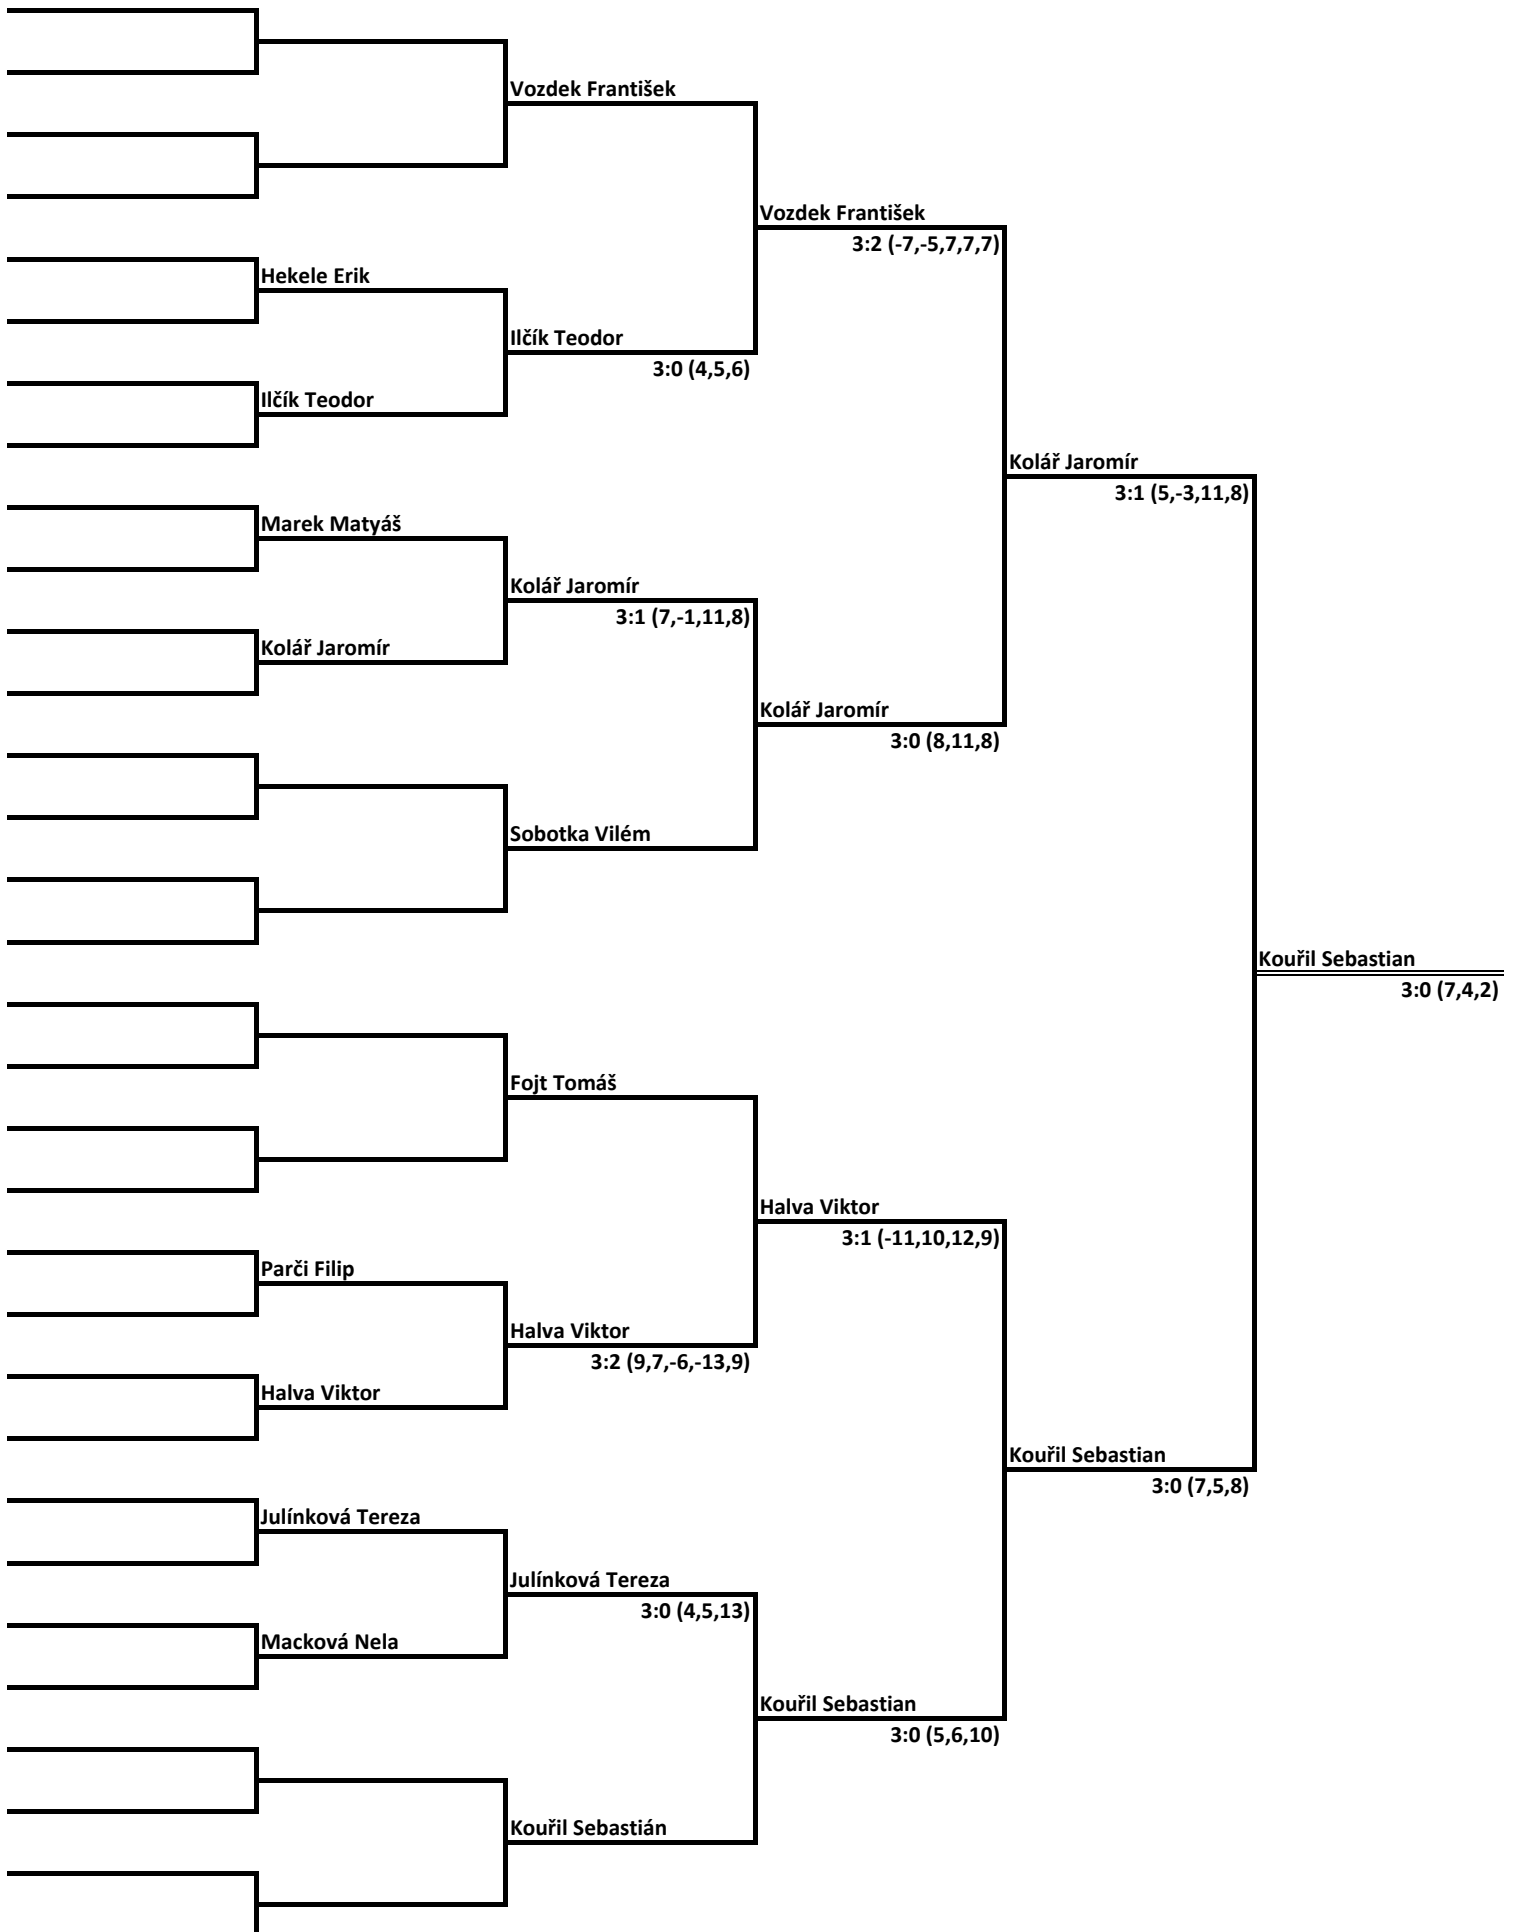 Vozdek František
Vozdek František
3:2 (-7,-5,7,7,7)
Hekele Erik
Ilčík Teodor
3:0 (4,5,6)
Ilčík Teodor
Kolář Jaromír
3:1 (5,-3,11,8)
Marek Matyáš
Kolář Jaromír
3:1 (7,-1,11,8)
Kolář Jaromír
Kolář Jaromír
3:0 (8,11,8)
Sobotka Vilém
Kouřil Sebastian
3:0 (7,4,2)
Fojt Tomáš
Halva Viktor
3:1 (-11,10,12,9)
Parči Filip
Halva Viktor
3:2 (9,7,-6,-13,9)
Halva Viktor
Kouřil Sebastian
3:0 (7,5,8)
Julínková Tereza
Julínková Tereza
3:0 (4,5,13)
Macková Nela
Kouřil Sebastian
3:0 (5,6,10)
Kouřil Sebastián